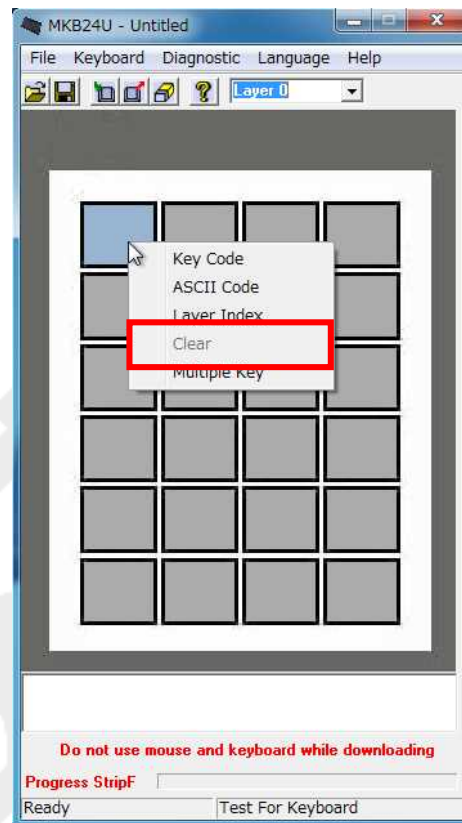 MKB24U - Untitled
File Keyboard Diagnostic Language Help
Layer 0
Key Code
ASCII Code
Layer Index
Clear
Multiple Key
Do not use mouse and keyboard while downloading
Progress StripF
Ready Test For Keyboard